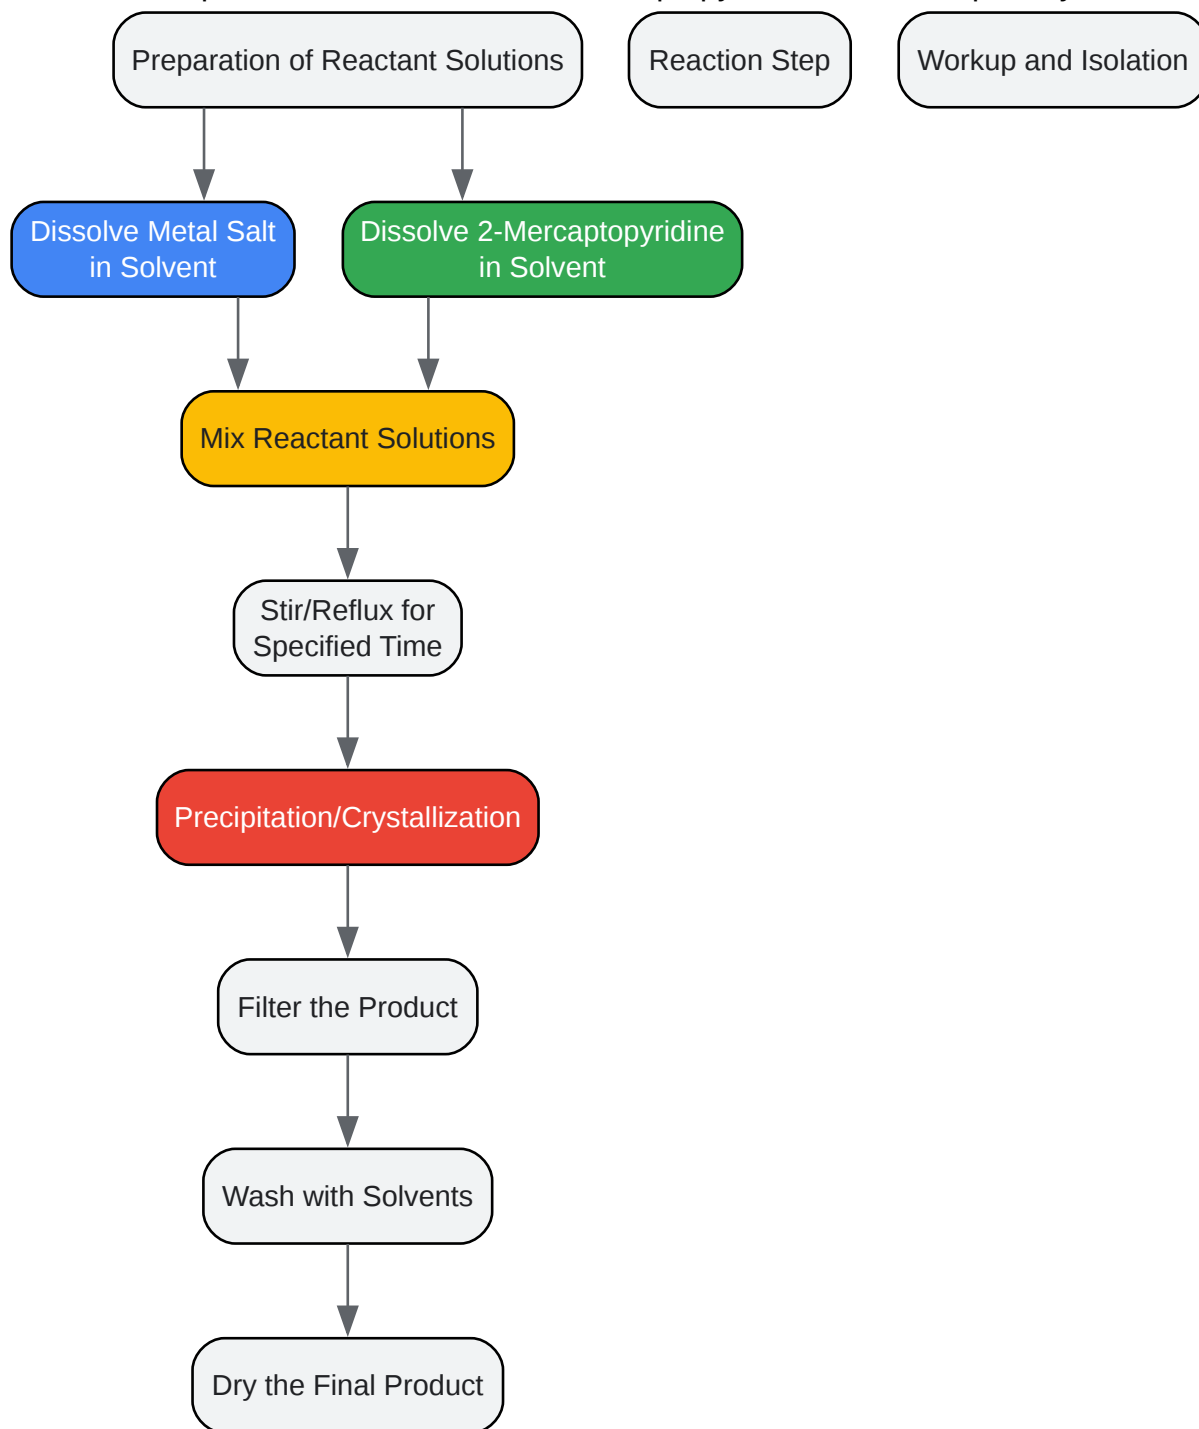 Preparation of Reactant Solutions
Reaction Step
Workup and Isolation
Dissolve Metal Salt
in Solvent
Dissolve 2-Mercaptopyridine
in Solvent
Mix Reactant Solutions
Stir/Reflux for
Specified Time
Precipitation/Crystallization
Filter the Product
Wash with Solvents
Dry the Final Product